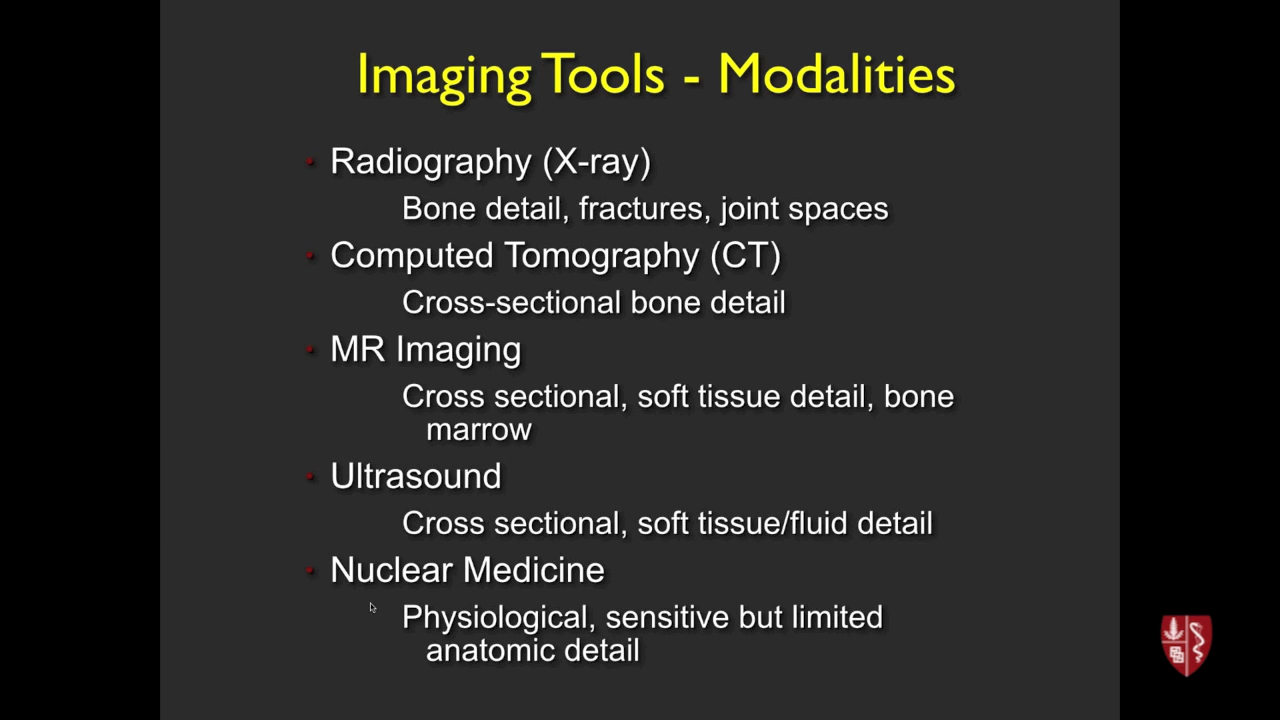 Imaging Tools - Modalities
Radiography (X-ray)
Bone detail, fractures, joint spaces
Computed Tomography (CT)
Cross-sectional bone detail
MR Imaging
Cross sectional, soft tissue detail, bone
marrow
Ultrasound
Cross sectional, soft tissue/fluid detail
Nuclear Medicine
Physiological, sensitive but limited
anatomic detail